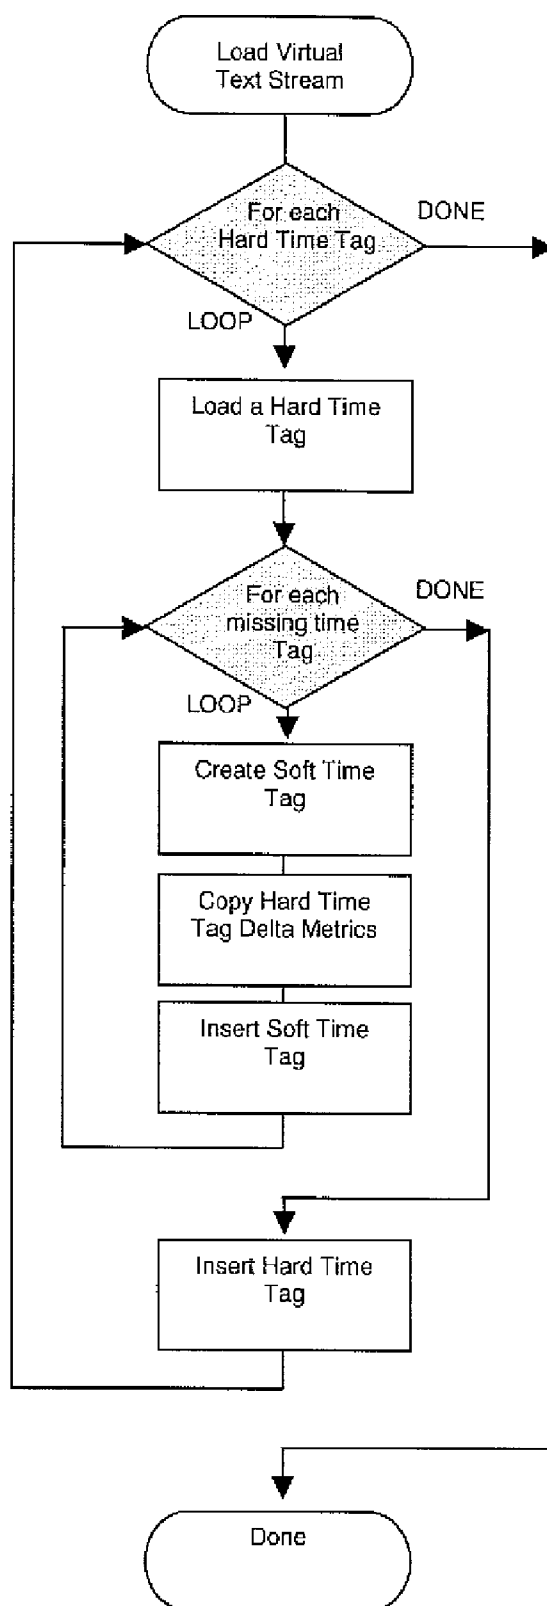 Load Virtual
Text Stream
For each
Hard Time Tag
DONE
LOOP
Load a Hard Time
Tag
For each
missing time
Tag
DONE
LOOP
Create Soft Time
Tag
Copy Hard Time
Tag Delta Metrics
Insert Soft Time
Tag
Insert Hard Time
Tag
Done